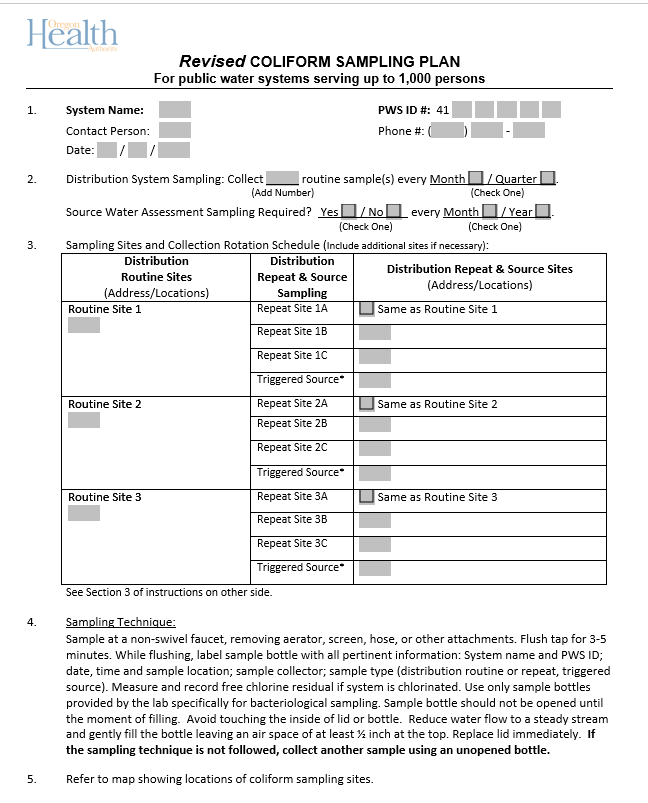 Oregon
Health
Authority
Revised COLIFORM SAMPLING PLAN
For public water systems serving up to 1,000 persons
1. System Name: PWS ID #: 41
Contact Person: Phone #: ( ) -
Date: / /
2. Distribution System Sampling: Collect routine sample(s) every Month / Quarter .
(Add Number) (Check One)
Source Water Assessment Sampling Required? Yes / No every Month / Year .
(Check One) (Check One)
3. Sampling Sites and Collection Rotation Schedule (Include additional sites if necessary):
Distribution Routine Sites (Address/Locations)
Distribution Repeat & Source Sampling
Distribution Repeat & Source Sites (Address/Locations)
Routine Site 1
Repeat Site 1A Same as Routine Site 1
Repeat Site 1B
Repeat Site 1C
Triggered Source*
Routine Site 2
Repeat Site 2A Same as Routine Site 2
Repeat Site 2B
Repeat Site 2C
Triggered Source*
Routine Site 3
Repeat Site 3A Same as Routine Site 3
Repeat Site 3B
Repeat Site 3C
Triggered Source*
See Section 3 of instructions on other side.
4. Sampling Technique:
Sample at a non-swivel faucet, removing aerator, screen, hose, or other attachments. Flush tap for 3-5
minutes. While flushing, label sample bottle with all pertinent information: System name and PWS ID;
date, time and sample location; sample collector; sample type (distribution routine or repeat, triggered
source). Measure and record free chlorine residual if system is chlorinated. Use only sample bottles
provided by the lab specifically for bacteriological sampling. Sample bottle should not be opened until
the moment of filling. Avoid touching the inside of lid or bottle. Reduce water flow to a steady stream
and gently fill the bottle leaving an air space of at least ½ inch at the top. Replace lid immediately. If
the sampling technique is not followed, collect another sample using an unopened bottle.
5. Refer to map showing locations of coliform sampling sites.